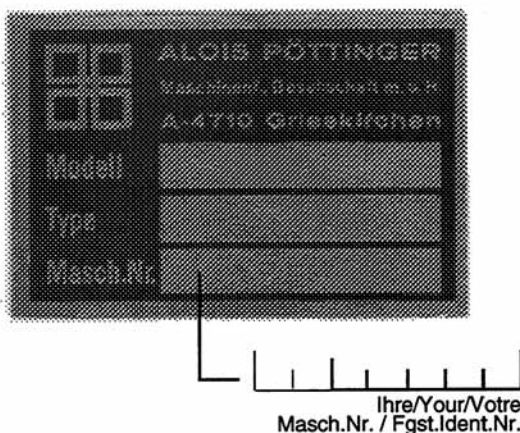 ALOIS PÖTTINGER
Maschinenf. Gesellschaft m. b. H
A-4710 Grieskirchen
Modell
Type
Masch.Nr.
Ihre/Your/Votre
Masch.Nr. / Fgst.Ident.Nr.